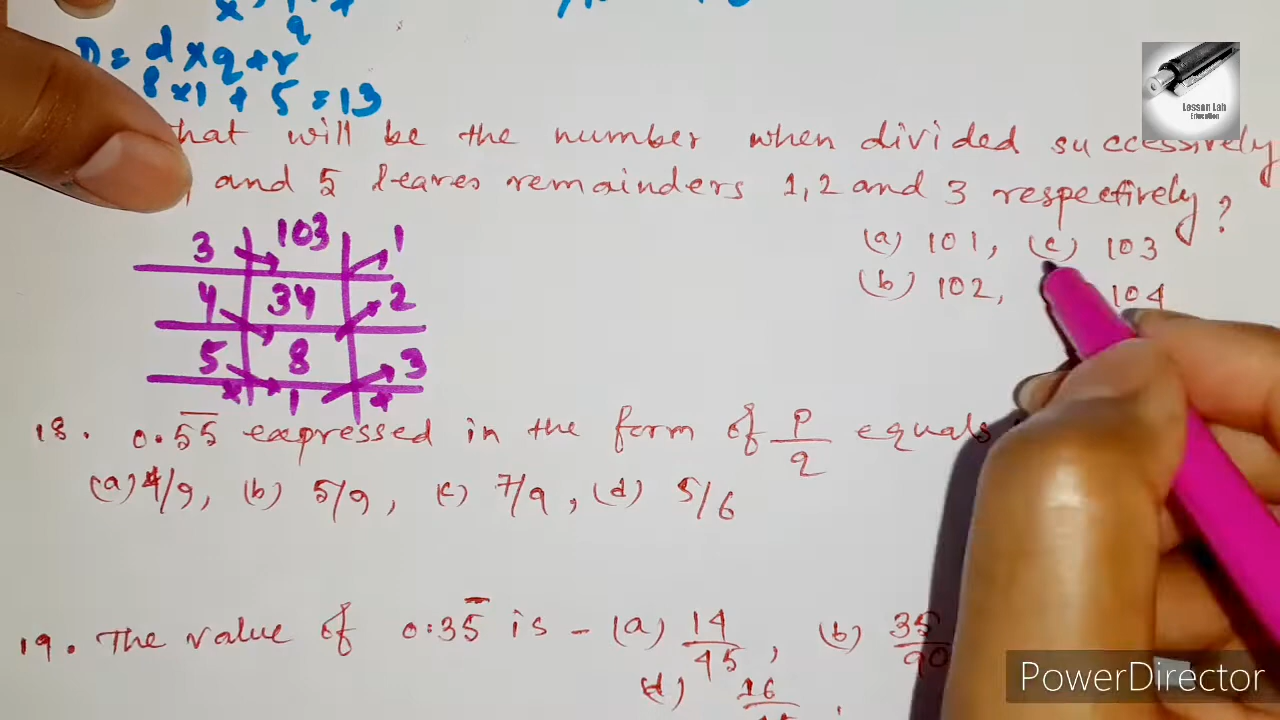 D = d × q + r
8 × 1 + 5 = 13
hat will be the number when divided successively
and 5 leaves remainders 1, 2 and 3 respectively?
(a) 101, (c) 103
(b) 102, 104
3 103 1
4 34 2
5 8 3
× 1 +
18. 0.55 expressed in the form of p/q equals
(a) 4/9, (b) 5/9, (c) 7/9, (d) 5/6
19. The value of 0.35 is - (a) 14/45, (b) 35/90
(d) 16
Lesson Lab
Education
PowerDirector